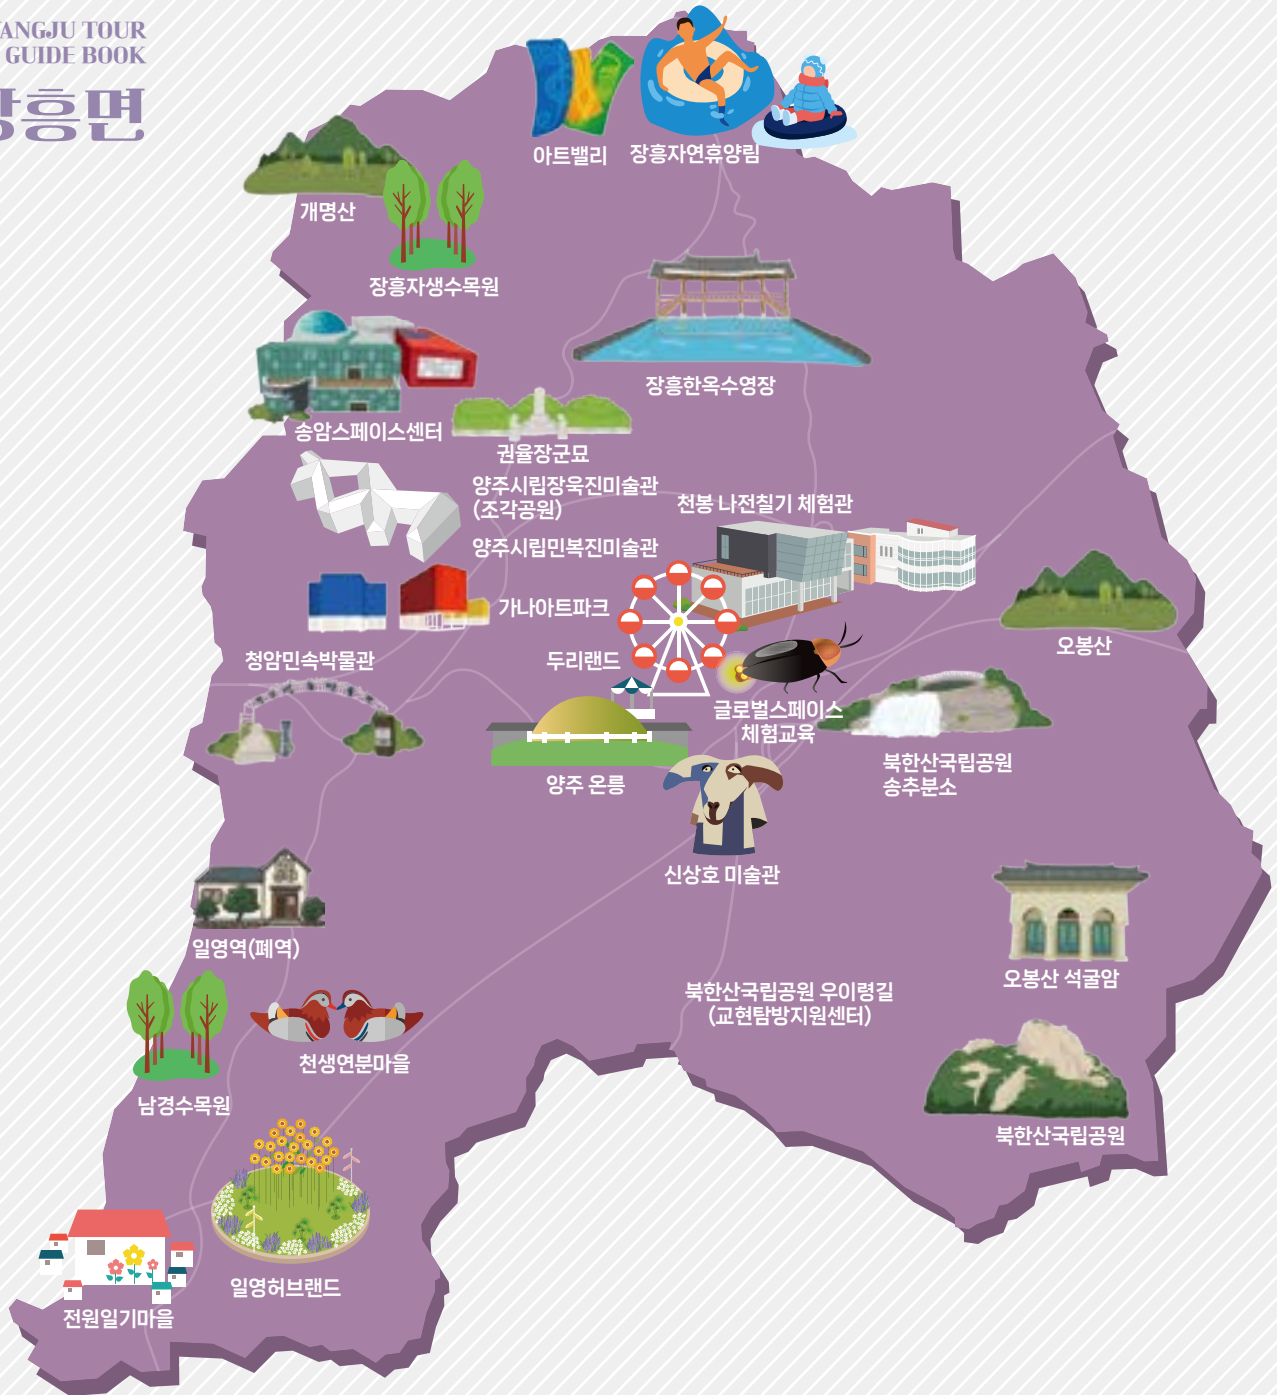 YANGJU TOUR
GUIDE BOOK
장흥면
아트밸리
장흥자연휴양림
개명산
장흥자생수목원
장흥한옥수영장
송암스페이스센터
권율장군묘
양주시립장욱진미술관
(조각공원)
천봉 나전칠기 체험관
양주시립민복진미술관
가나아트파크
오봉산
청암민속박물관
두리랜드
글로벌스페이스
체험교육
북한산국립공원
송추분소
양주 온릉
신상호 미술관
일영역(폐역)
오봉산 석굴암
북한산국립공원 우이령길
(교현탐방지원센터)
천생연분마을
남경수목원
북한산국립공원
일영허브랜드
전원일기마을